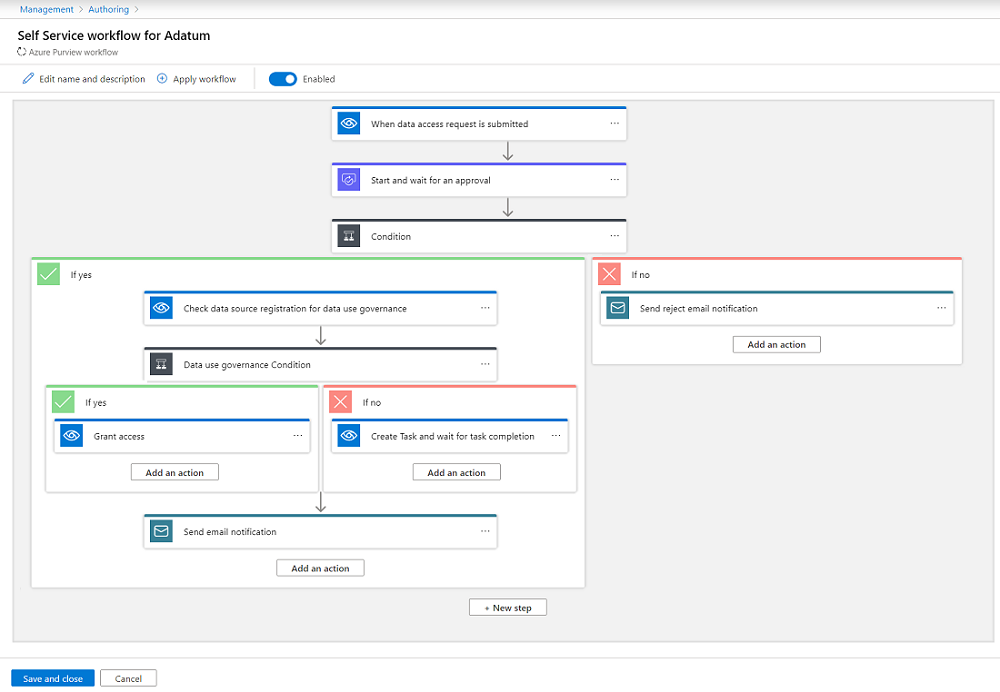 Management > Authoring >
Self Service workflow for Adatum
Azure Purview workflow
Edit name and description Apply workflow Enabled
When data access request is submitted ...
Start and wait for an approval ...
Condition ...
If yes
If no
Check data source registration for data use governance ...
Send reject email notification ...
Add an action
Data use governance Condition ...
If yes
If no
Grant access ...
Create Task and wait for task completion ...
Add an action
Add an action
Send email notification ...
Add an action
+ New step
Save and close Cancel